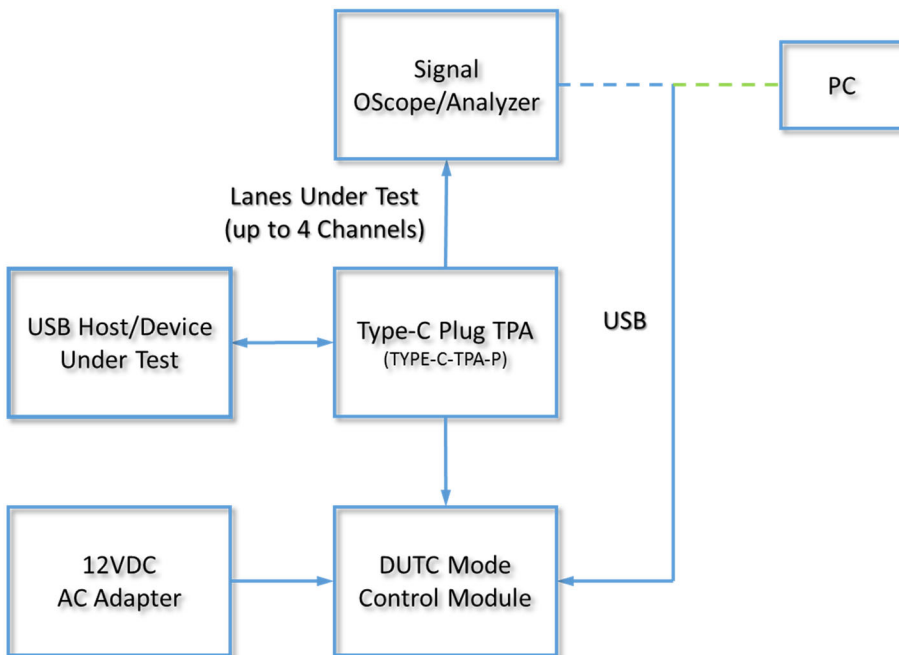 Signal
OScope/Analyzer
PC
Lanes Under Test
(up to 4 Channels)
USB Host/Device
Under Test
Type-C Plug TPA
(TYPE-C-TPA-P)
USB
12VDC
AC Adapter
DUTC Mode
Control Module